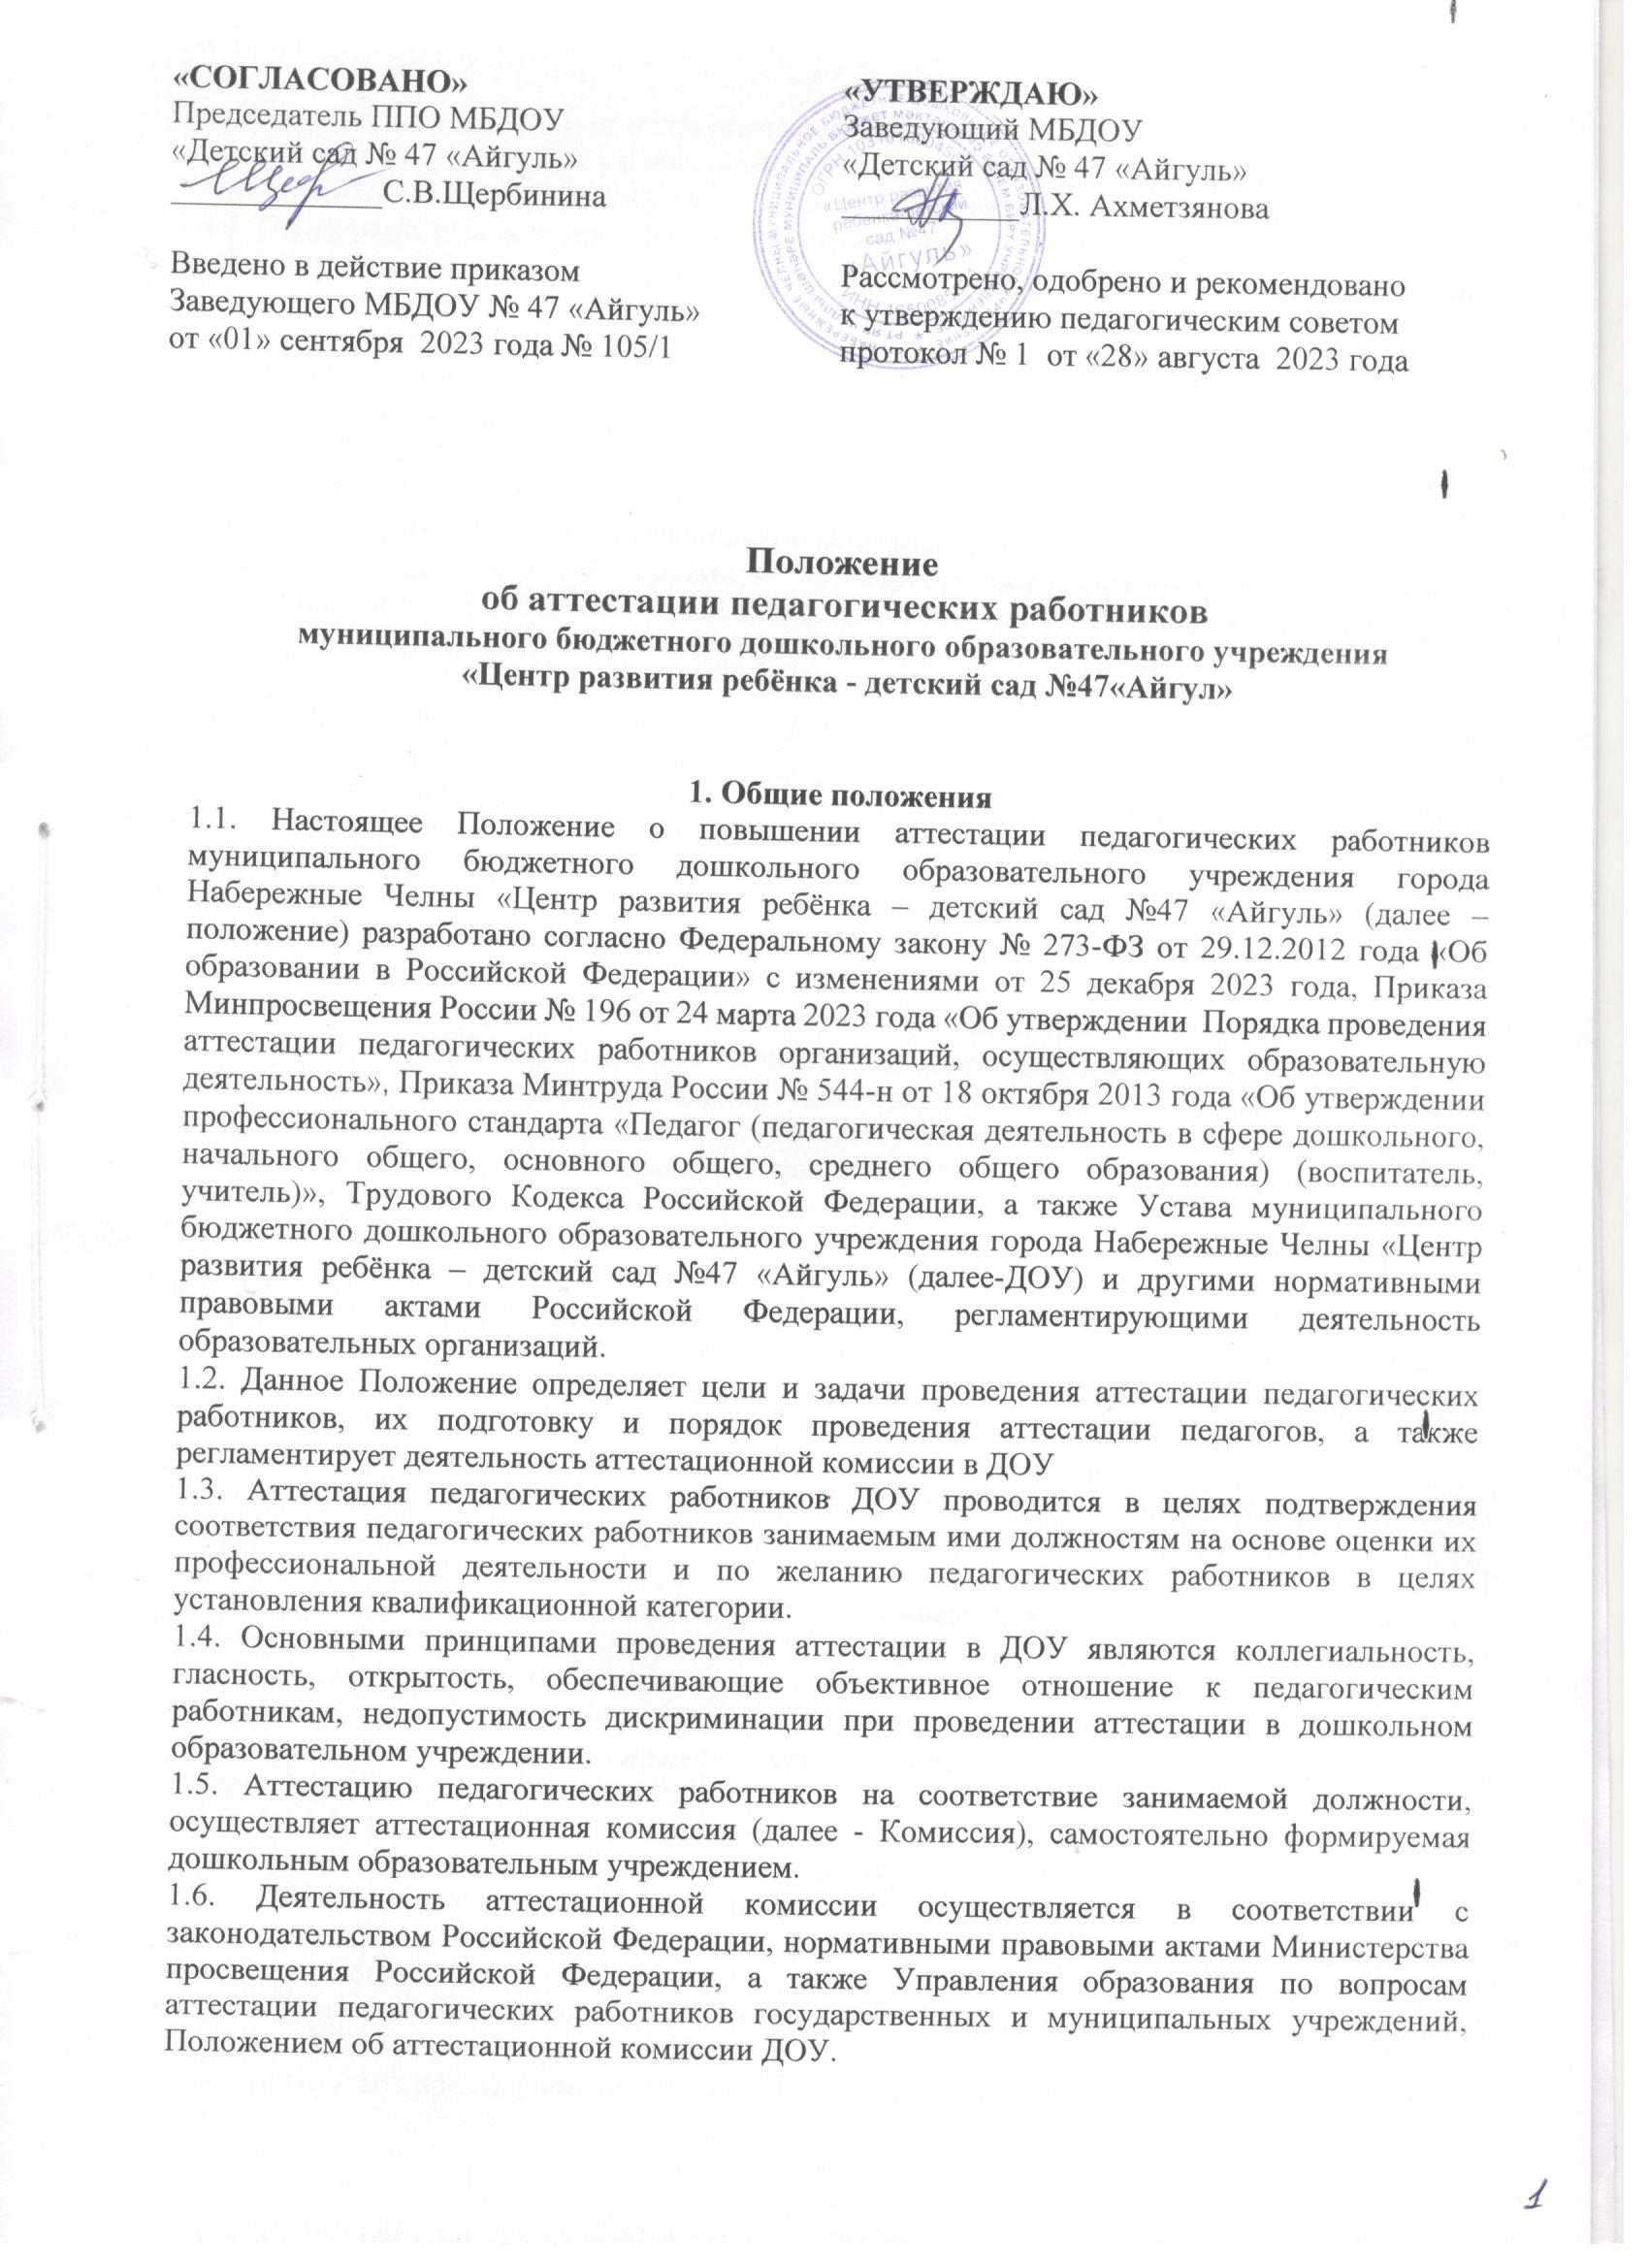 «СОГЛАСОВАНО»
Председатель ППО МБДОУ
«Детский сад № 47 «Айгуль»
С.В.Щербинина
Введено в действие приказом
Заведующего МБДОУ № 47 «Айгуль»
от «01» сентября 2023 года № 105/1
«УТВЕРЖДАЮ»
Заведующий МБДОУ
«Детский сад № 47 «Айгуль»
Л.Х. Ахметзянова
Рассмотрено, одобрено и рекомендовано
к утверждению педагогическим советом
протокол № 1 от «28» августа 2023 года
«Центр развития
ребенка-детский
сад №47
Айгуль»
Положение
об аттестации педагогических работников
муниципального бюджетного дошкольного образовательного учреждения
«Центр развития ребёнка - детский сад №47«Айгул»
1. Общие положения
1.1. Настоящее Положение о повышении аттестации педагогических работников
муниципального бюджетного дошкольного образовательного учреждения города
Набережные Челны «Центр развития ребёнка – детский сад №47 «Айгуль» (далее –
положение) разработано согласно Федеральному закону № 273-ФЗ от 29.12.2012 года «Об
образовании в Российской Федерации» с изменениями от 25 декабря 2023 года, Приказа
Минпросвещения России № 196 от 24 марта 2023 года «Об утверждении Порядка проведения
аттестации педагогических работников организаций, осуществляющих образовательную
деятельность», Приказа Минтруда России № 544-н от 18 октября 2013 года «Об утверждении
профессионального стандарта «Педагог (педагогическая деятельность в сфере дошкольного,
начального общего, основного общего, среднего общего образования) (воспитатель,
учитель)», Трудового Кодекса Российской Федерации, а также Устава муниципального
бюджетного дошкольного образовательного учреждения города Набережные Челны «Центр
развития ребёнка – детский сад №47 «Айгуль» (далее-ДОУ) и другими нормативными
правовыми актами Российской Федерации, регламентирующими деятельность
образовательных организаций.
1.2. Данное Положение определяет цели и задачи проведения аттестации педагогических
работников, их подготовку и порядок проведения аттестации педагогов, а также
регламентирует деятельность аттестационной комиссии в ДОУ
1.3. Аттестация педагогических работников ДОУ проводится в целях подтверждения
соответствия педагогических работников занимаемым ими должностям на основе оценки их
профессиональной деятельности и по желанию педагогических работников в целях
установления квалификационной категории.
1.4. Основными принципами проведения аттестации в ДОУ являются коллегиальность,
гласность, открытость, обеспечивающие объективное отношение к педагогическим
работникам, недопустимость дискриминации при проведении аттестации в дошкольном
образовательном учреждении.
1.5. Аттестацию педагогических работников на соответствие занимаемой должности,
осуществляет аттестационная комиссия (далее - Комиссия), самостоятельно формируемая
дошкольным образовательным учреждением.
1.6. Деятельность аттестационной комиссии осуществляется в соответствии с
законодательством Российской Федерации, нормативными правовыми актами Министерства
просвещения Российской Федерации, а также Управления образования по вопросам
аттестации педагогических работников государственных и муниципальных учреждений,
Положением об аттестационной комиссии ДОУ.
1